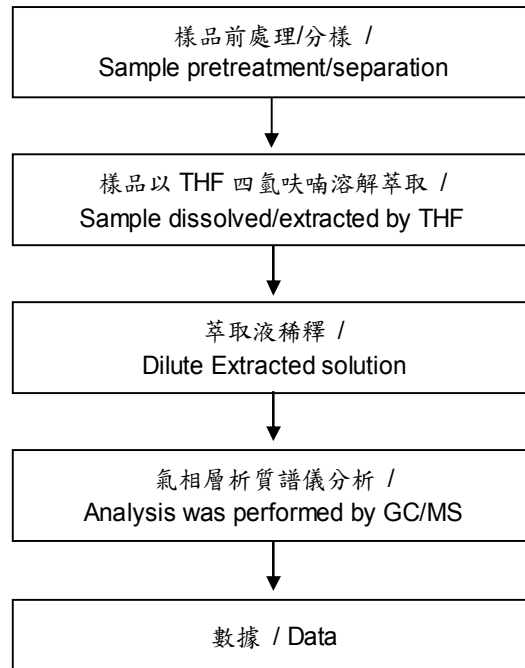 樣品前處理/分樣 /
Sample pretreatment/separation
樣品以 THF 四氫呋喃溶解萃取 /
Sample dissolved/extracted by THF
萃取液稀釋 /
Dilute Extracted solution
氣相層析質譜儀分析 /
Analysis was performed by GC/MS
數據 / Data